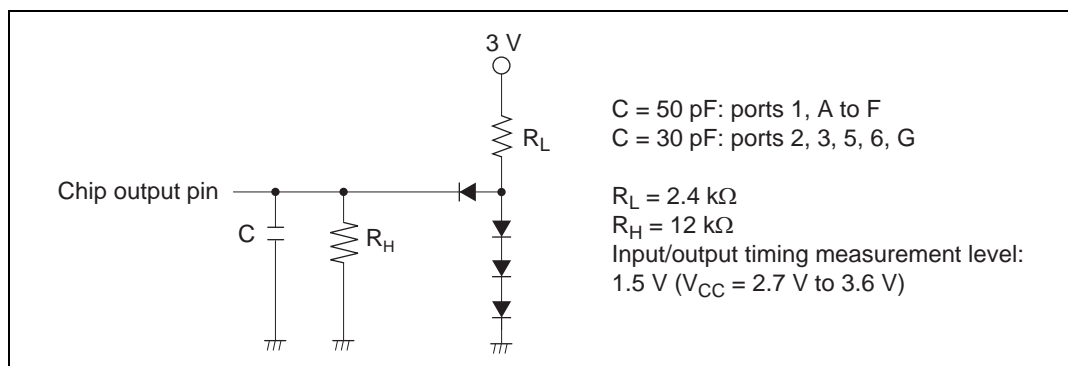 3 V
R_L
Chip output pin
C
R_H
C = 50 pF: ports 1, A to F
C = 30 pF: ports 2, 3, 5, 6, G
R_L = 2.4 kΩ
R_H = 12 kΩ
Input/output timing measurement level:
1.5 V (V_CC = 2.7 V to 3.6 V)